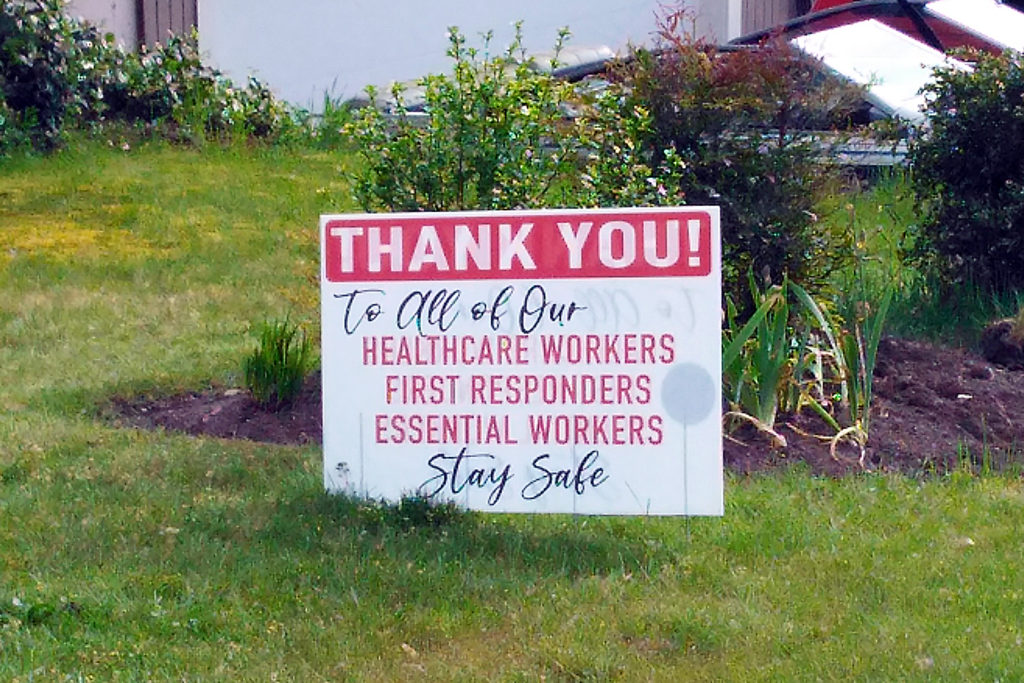 THANK YOU!
To All of Our
HEALTHCARE WORKERS
FIRST RESPONDERS
ESSENTIAL WORKERS
Stay Safe